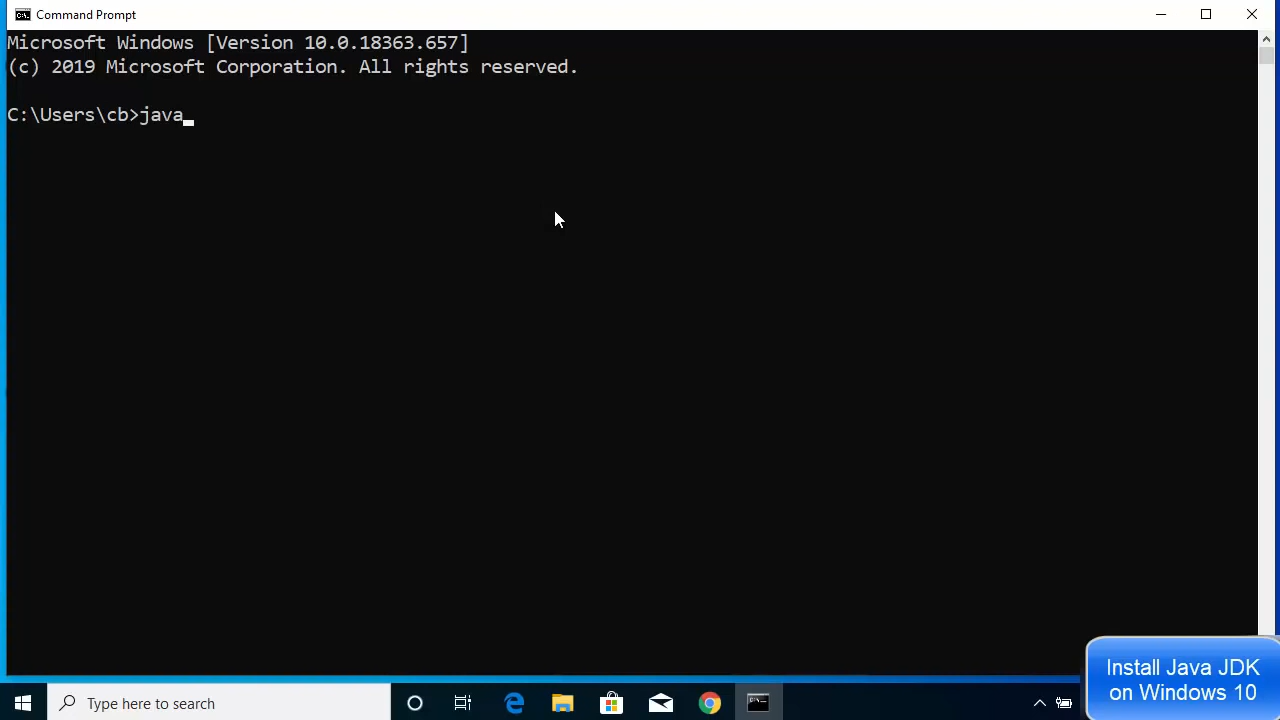 Command Prompt
Microsoft Windows [Version 10.0.18363.657]
(c) 2019 Microsoft Corporation. All rights reserved.
C:\Users\cb>java_
Type here to search
Install Java JDK
on Windows 10